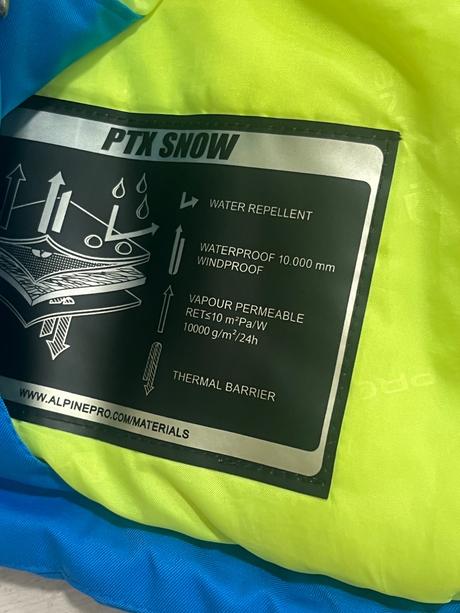 PTX SNOW
WATER REPELLENT
WATERPROOF 10.000 mm
WINDPROOF
VAPOUR PERMEABLE
RET≤10 m²Pa/W
10000 g/m²/24h
THERMAL BARRIER
WWW.ALPINEPRO.COM/MATERIALS